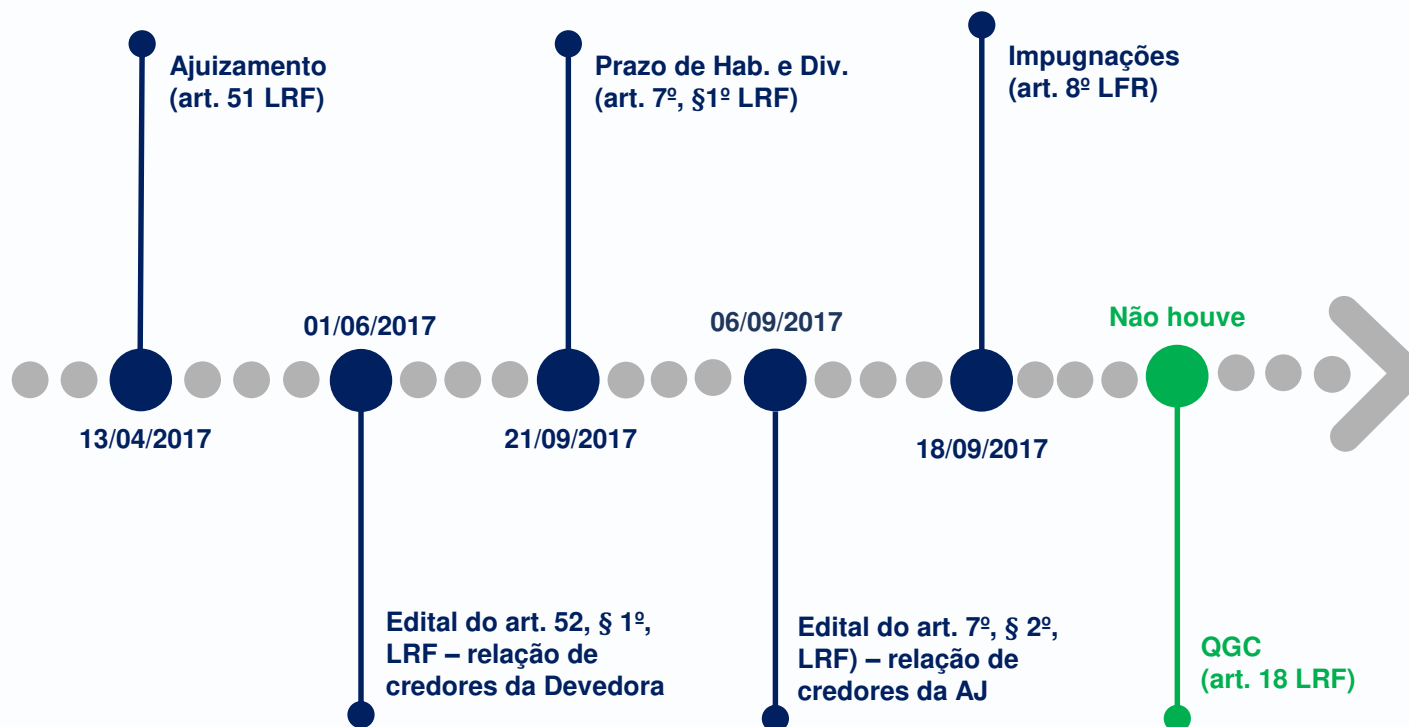 Ajuizamento
(art. 51 LRF)
Prazo de Hab. e Div.
(art. 7º, §1º LRF)
Impugnações
(art. 8º LFR)
01/06/2017
06/09/2017
Não houve
13/04/2017
21/09/2017
18/09/2017
Edital do art. 52, § 1º,
LRF – relação de
credores da Devedora
Edital do art. 7º, § 2º,
LRF) – relação de
credores da AJ
QGC
(art. 18 LRF)